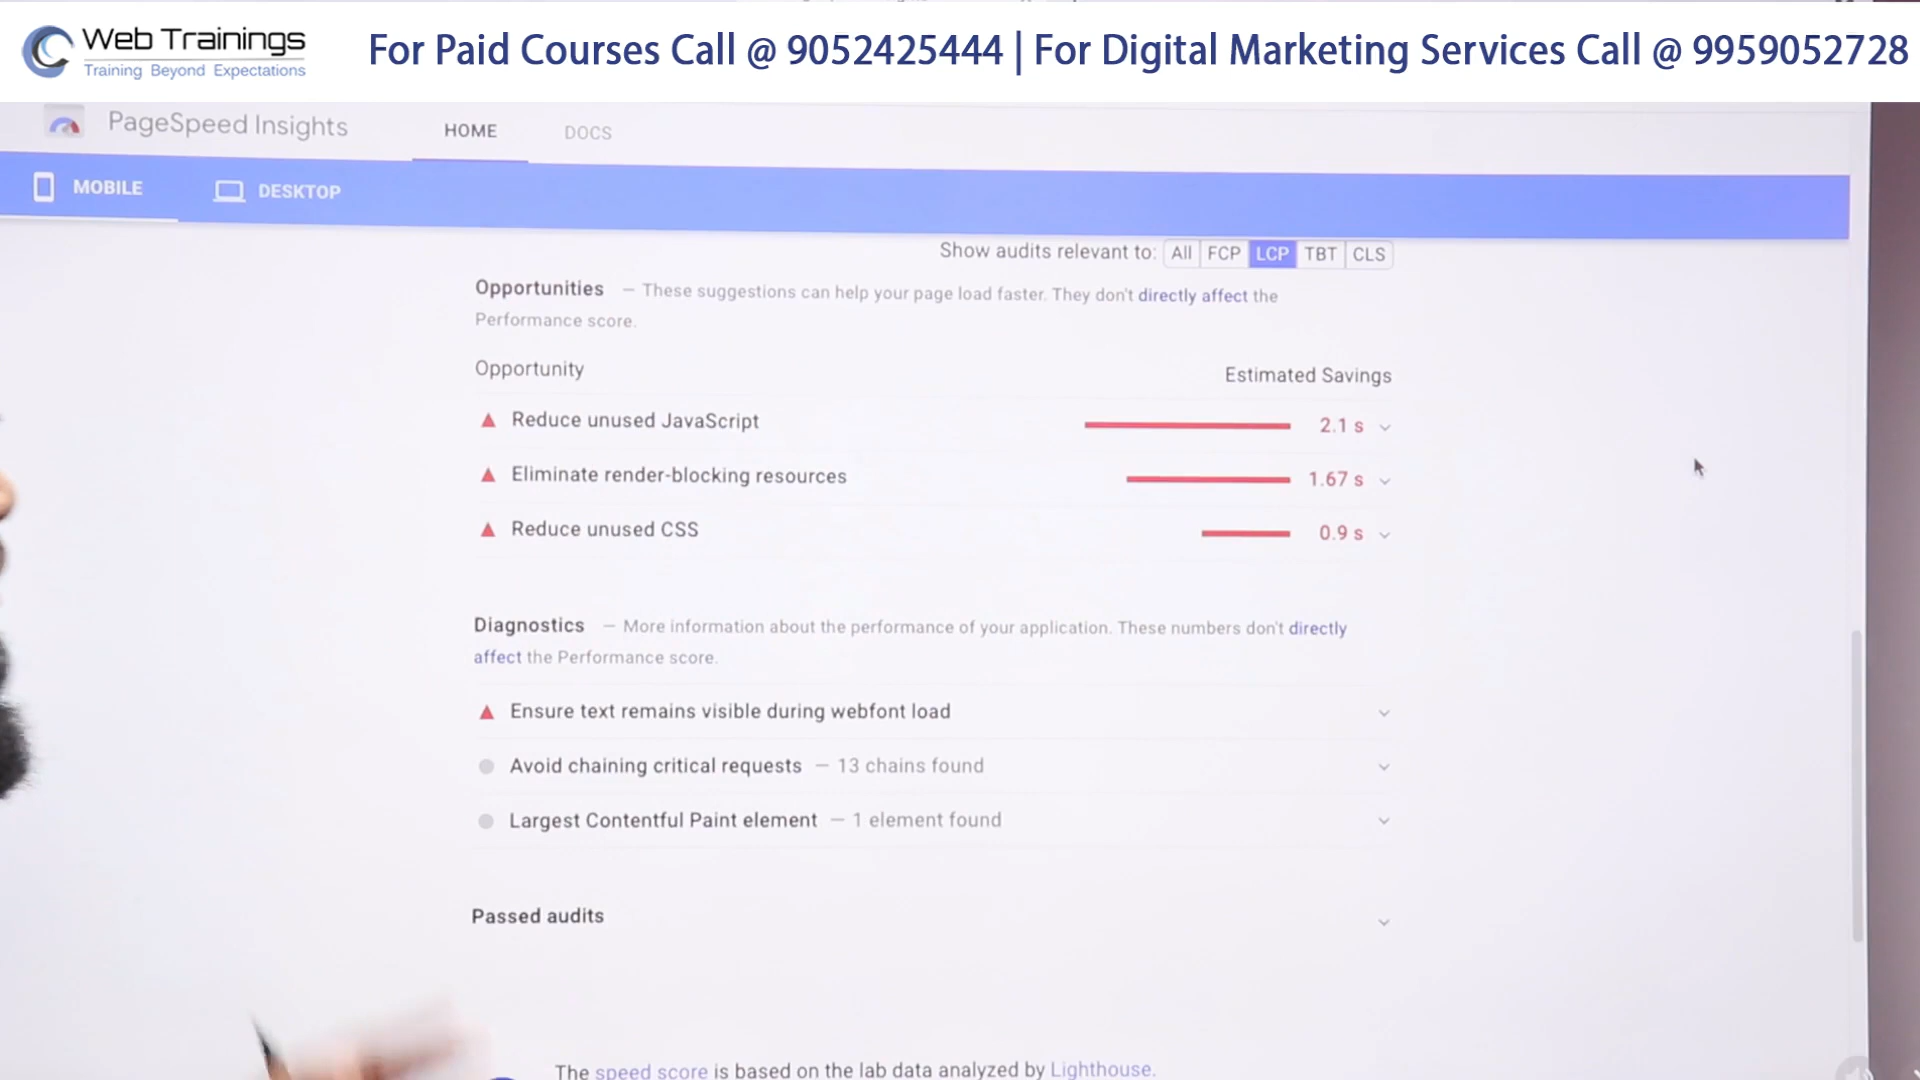 Web Trainings
Training Beyond Expectations
For Paid Courses Call @ 9052425444 | For Digital Marketing Services Call @ 9959052728
PageSpeed Insights
HOME
DOCS
MOBILE
DESKTOP
Show audits relevant to: All FCP LCP TBT CLS
Opportunities — These suggestions can help your page load faster. They don't directly affect the
Performance score.
Opportunity
Estimated Savings
Reduce unused JavaScript
2.1 s
Eliminate render-blocking resources
1.67 s
Reduce unused CSS
0.9 s
Diagnostics — More information about the performance of your application. These numbers don't directly
affect the Performance score.
Ensure text remains visible during webfont load
Avoid chaining critical requests — 13 chains found
Largest Contentful Paint element — 1 element found
Passed audits
The speed score is based on the lab data analyzed by Lighthouse.